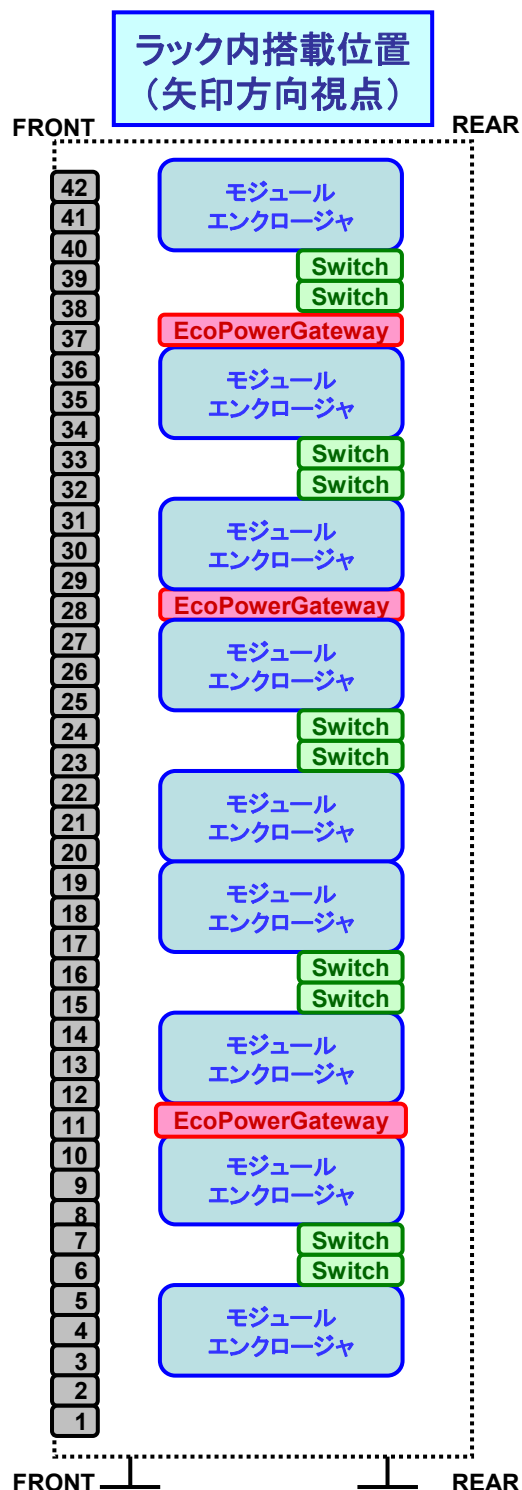 ラック内搭載位置
（矢印方向視点）
FRONT
REAR
42
モジュール
41
エンクロージャ
40
Switch
39
Switch
38
EcoPowerGateway
37
36
モジュール
35
エンクロージャ
34
33
Switch
32
Switch
31
モジュール
30
エンクロージャ
29
28
EcoPowerGateway
27
モジュール
26
エンクロージャ
25
24
Switch
23
Switch
22
モジュール
21
エンクロージャ
20
19
モジュール
18
エンクロージャ
17
16
Switch
15
Switch
14
モジュール
13
エンクロージャ
12
11
EcoPowerGateway
10
モジュール
9
エンクロージャ
8
7
Switch
6
Switch
5
モジュール
4
エンクロージャ
3
2
1
FRONT
REAR